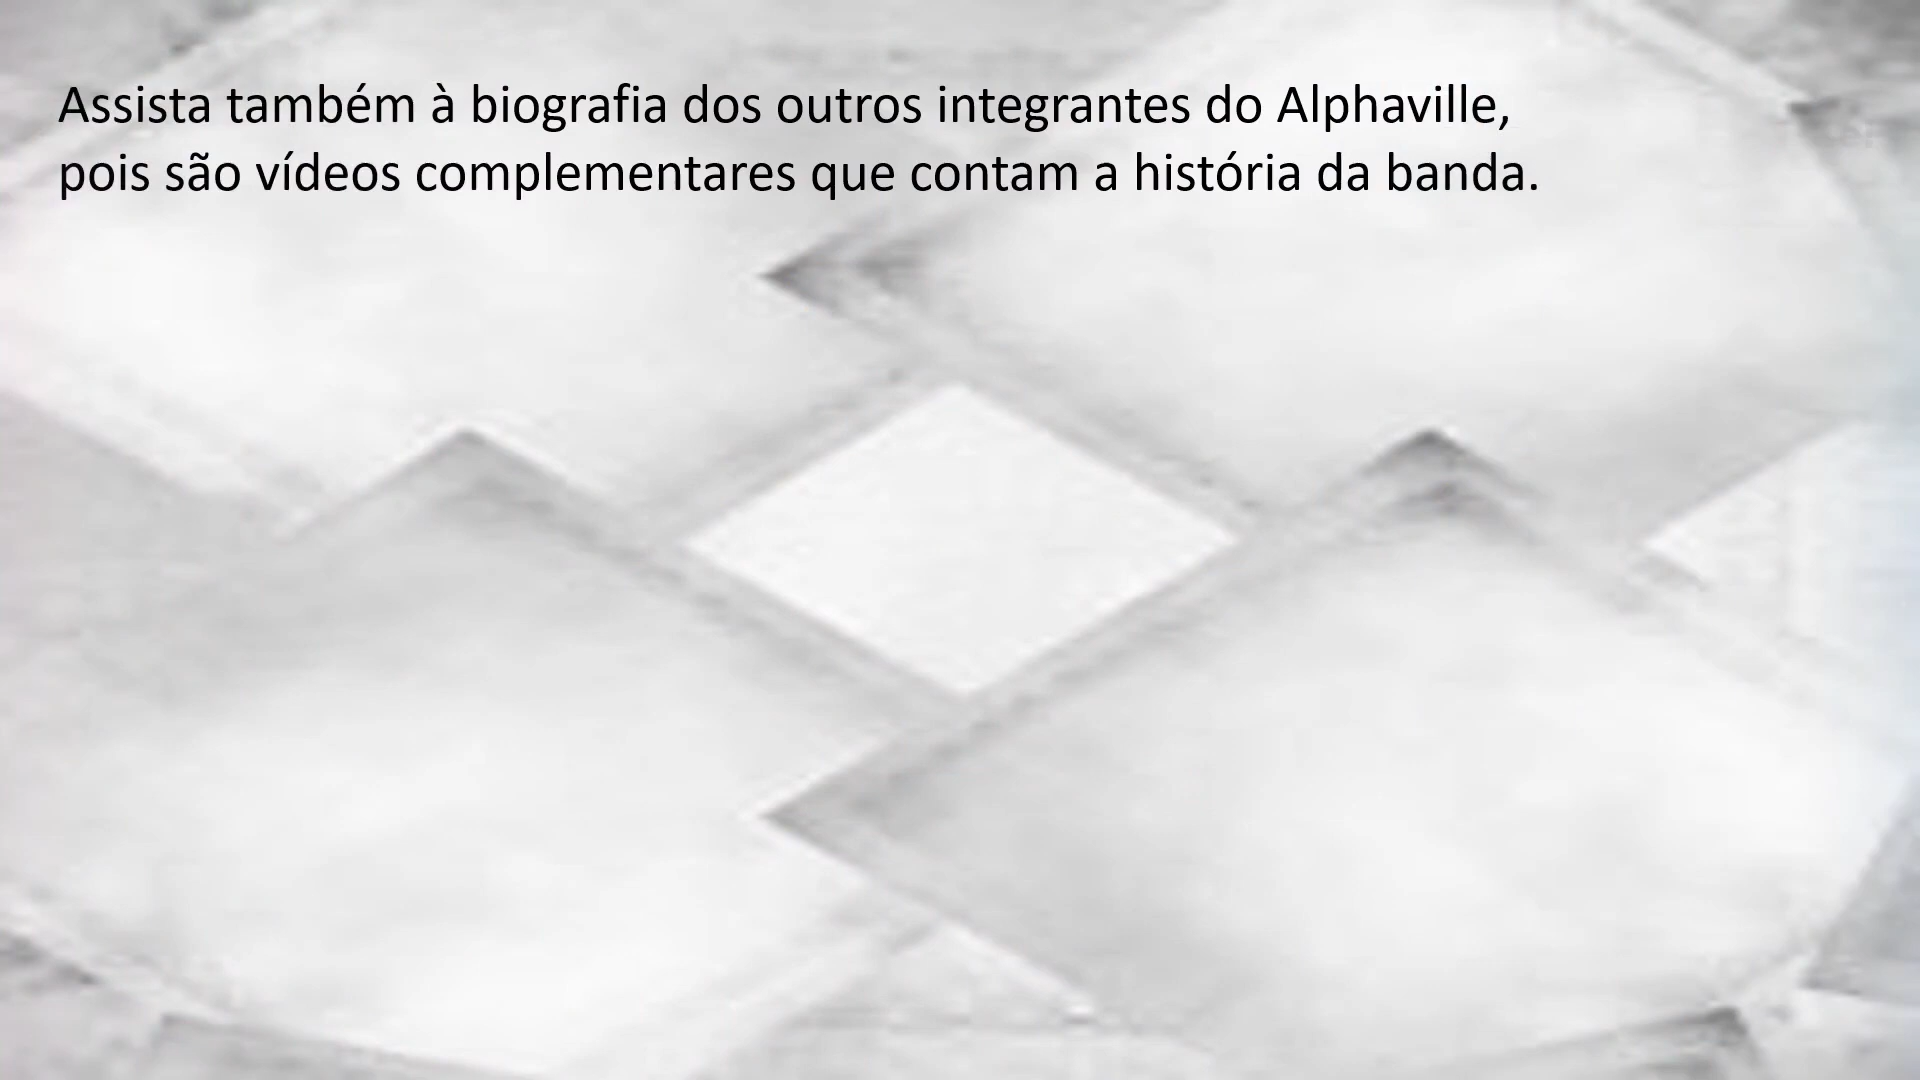 Assista também à biografia dos outros integrantes do Alphaville,
pois são vídeos complementares que contam a história da banda.